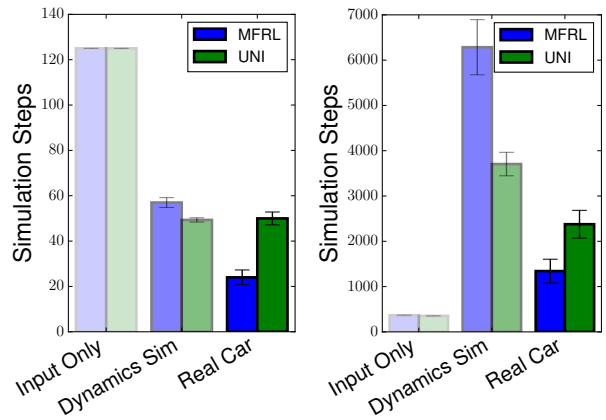 140
120
100
80
60
40
20
0
Simulation Steps
MFRL
UNI
Input Only
Dynamics Sim
Real Car
7000
6000
5000
4000
3000
2000
1000
0
Simulation Steps
MFRL
UNI
Input Only
Dynamics Sim
Real Car